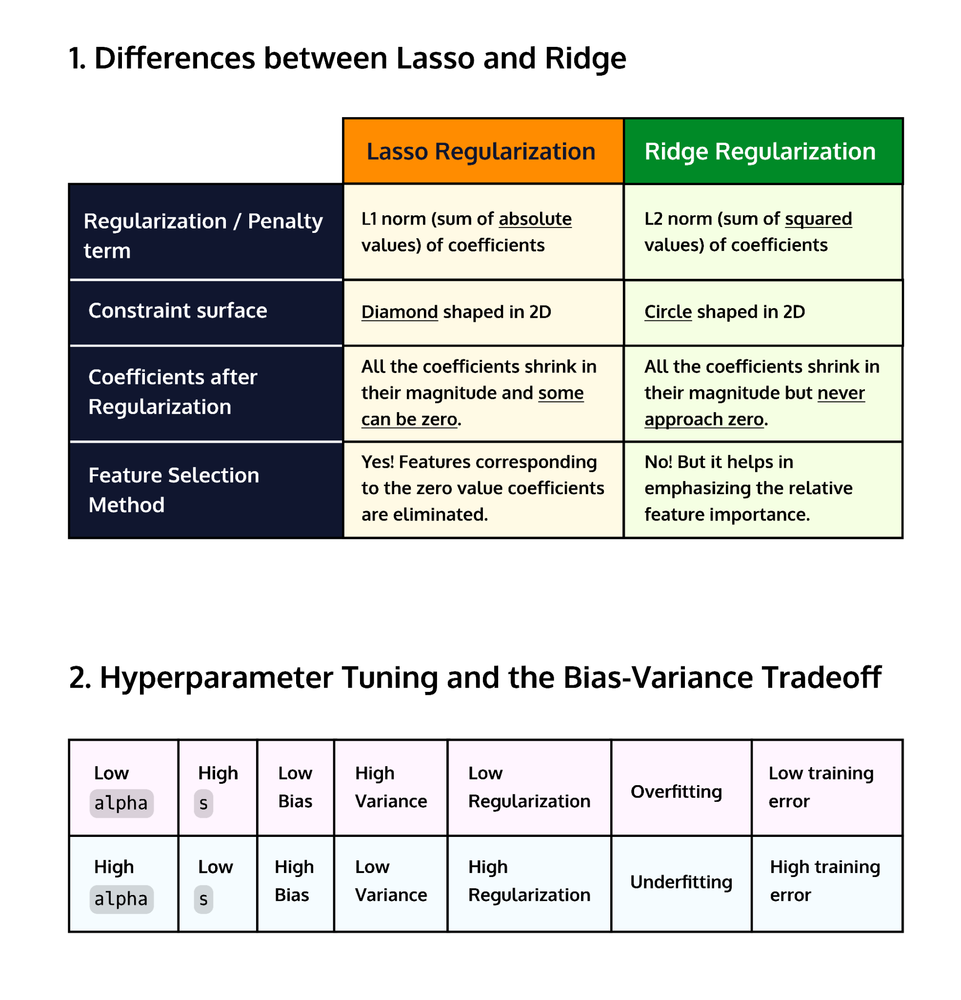 1. Differences between Lasso and Ridge
Lasso Regularization
Ridge Regularization
Regularization / Penalty
term
L1 norm (sum of absolute
values) of coefficients
L2 norm (sum of squared
values) of coefficients
Constraint surface
Diamond shaped in 2D
Circle shaped in 2D
Coefficients after
Regularization
All the coefficients shrink in
their magnitude and some
can be zero.
All the coefficients shrink in
their magnitude but never
approach zero.
Feature Selection
Method
Yes! Features corresponding
to the zero value coefficients
are eliminated.
No! But it helps in
emphasizing the relative
feature importance.
2. Hyperparameter Tuning and the Bias-Variance Tradeoff
Low
alpha
High
s
Low
Bias
High
Variance
Low
Regularization
Overfitting
Low training
error
High
alpha
Low
s
High
Bias
Low
Variance
High
Regularization
Underfitting
High training
error